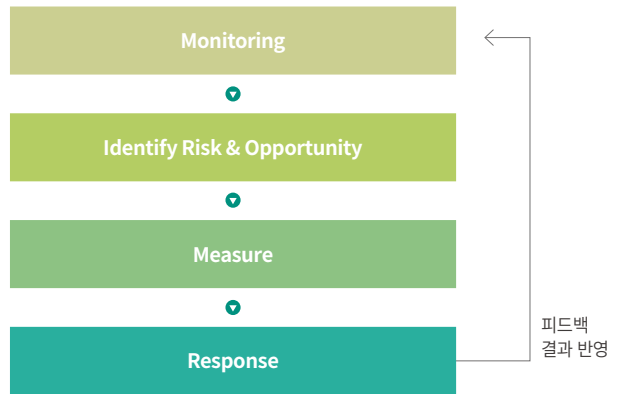 Monitoring
Identify Risk & Opportunity
Measure
Response
피드백
결과 반영